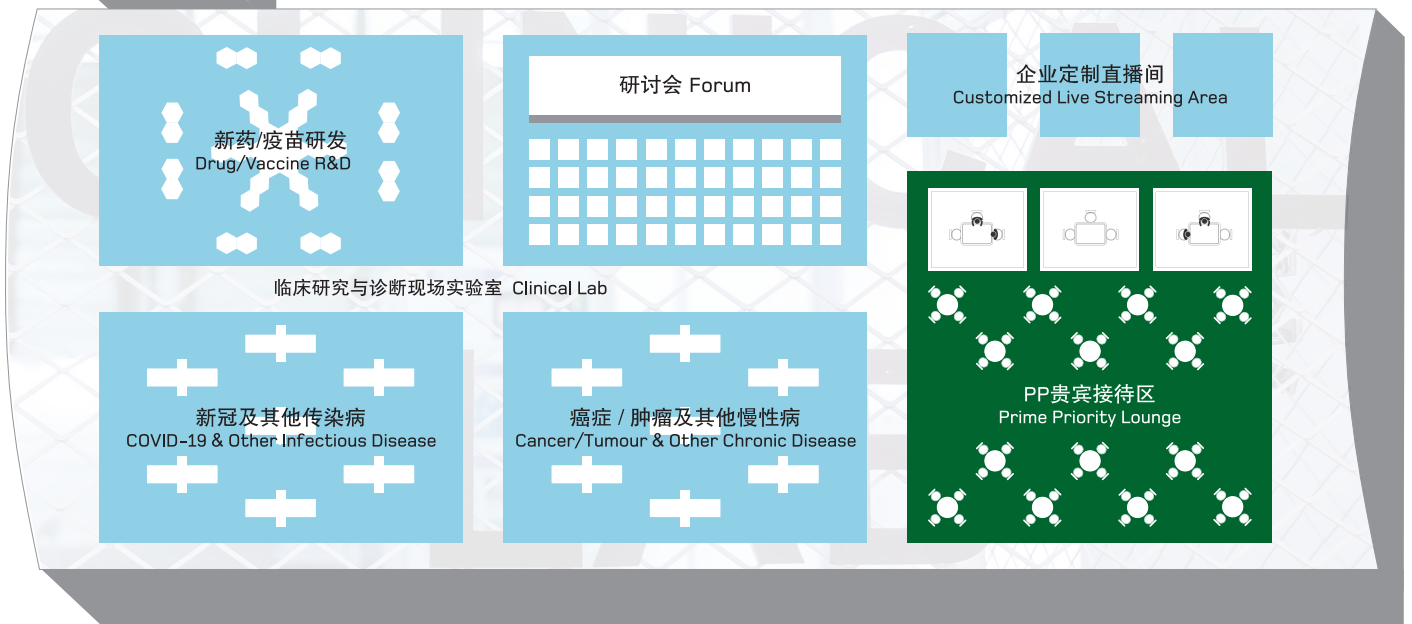 新药/疫苗研发
Drug/Vaccine R&D
研讨会 Forum
企业定制直播间
Customized Live Streaming Area
临床研究与诊断现场实验室 Clinical Lab
新冠及其他传染病
COVID-19 & Other Infectious Disease
癌症 / 肿瘤及其他慢性病
Cancer/Tumour & Other Chronic Disease
PP贵宾接待区
Prime Priority Lounge
CLINICAL
LAB